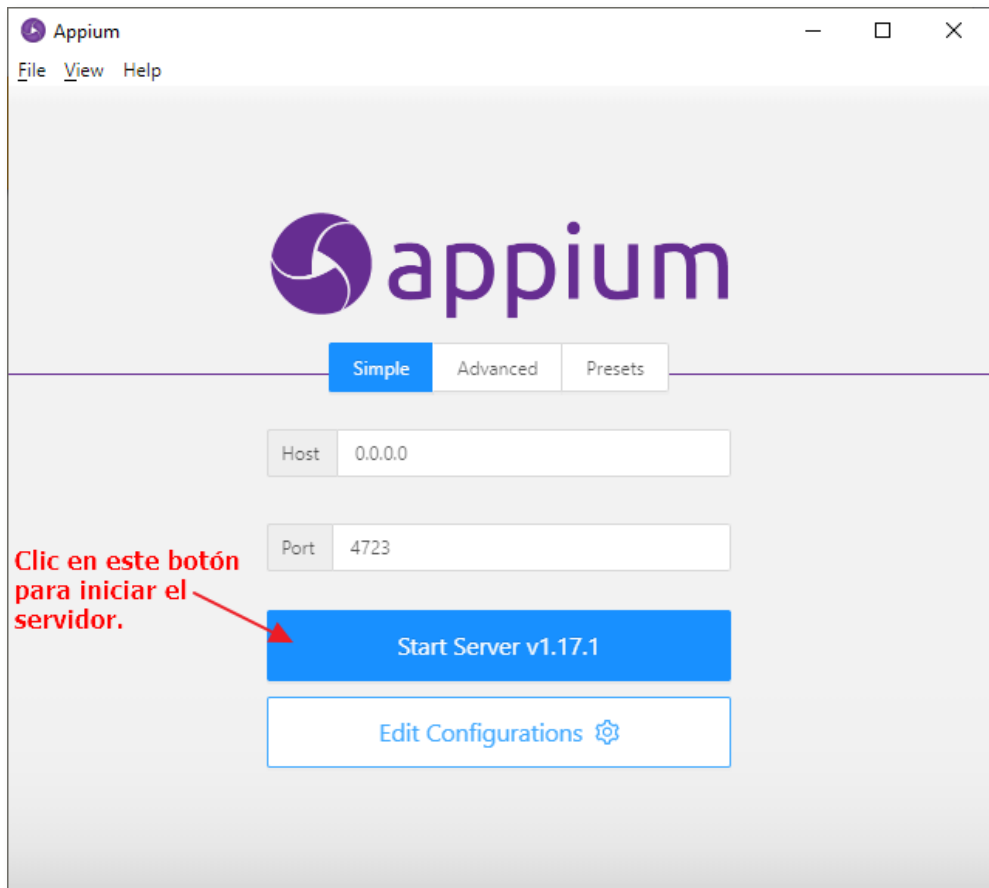 Appium
File View Help
appium
Simple Advanced Presets
Host 0.0.0.0
Port 4723
Clic en este botón
para iniciar el
servidor.
Start Server v1.17.1
Edit Configurations